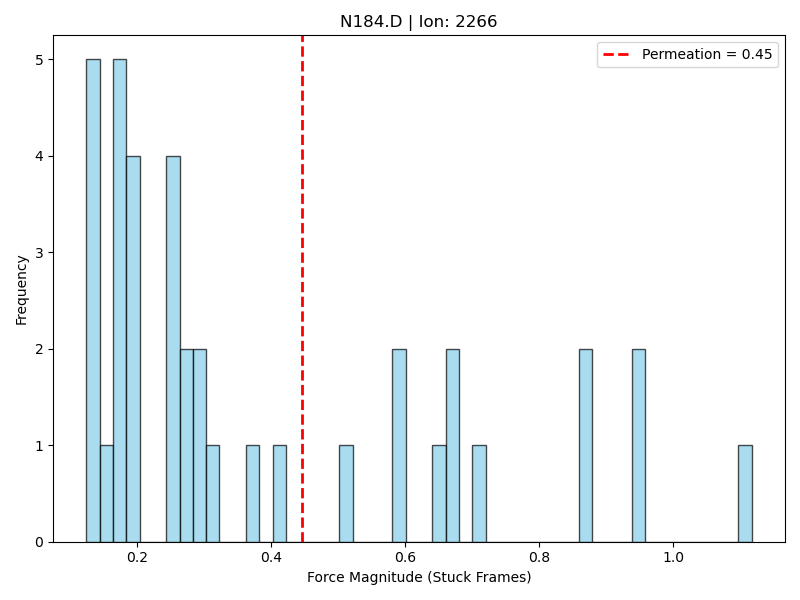 N184.D | Ion: 2266
Permeation = 0.45
5
4
3
2
1
0
Frequency
0.2 0.4 0.6 0.8 1.0
Force Magnitude (Stuck Frames)